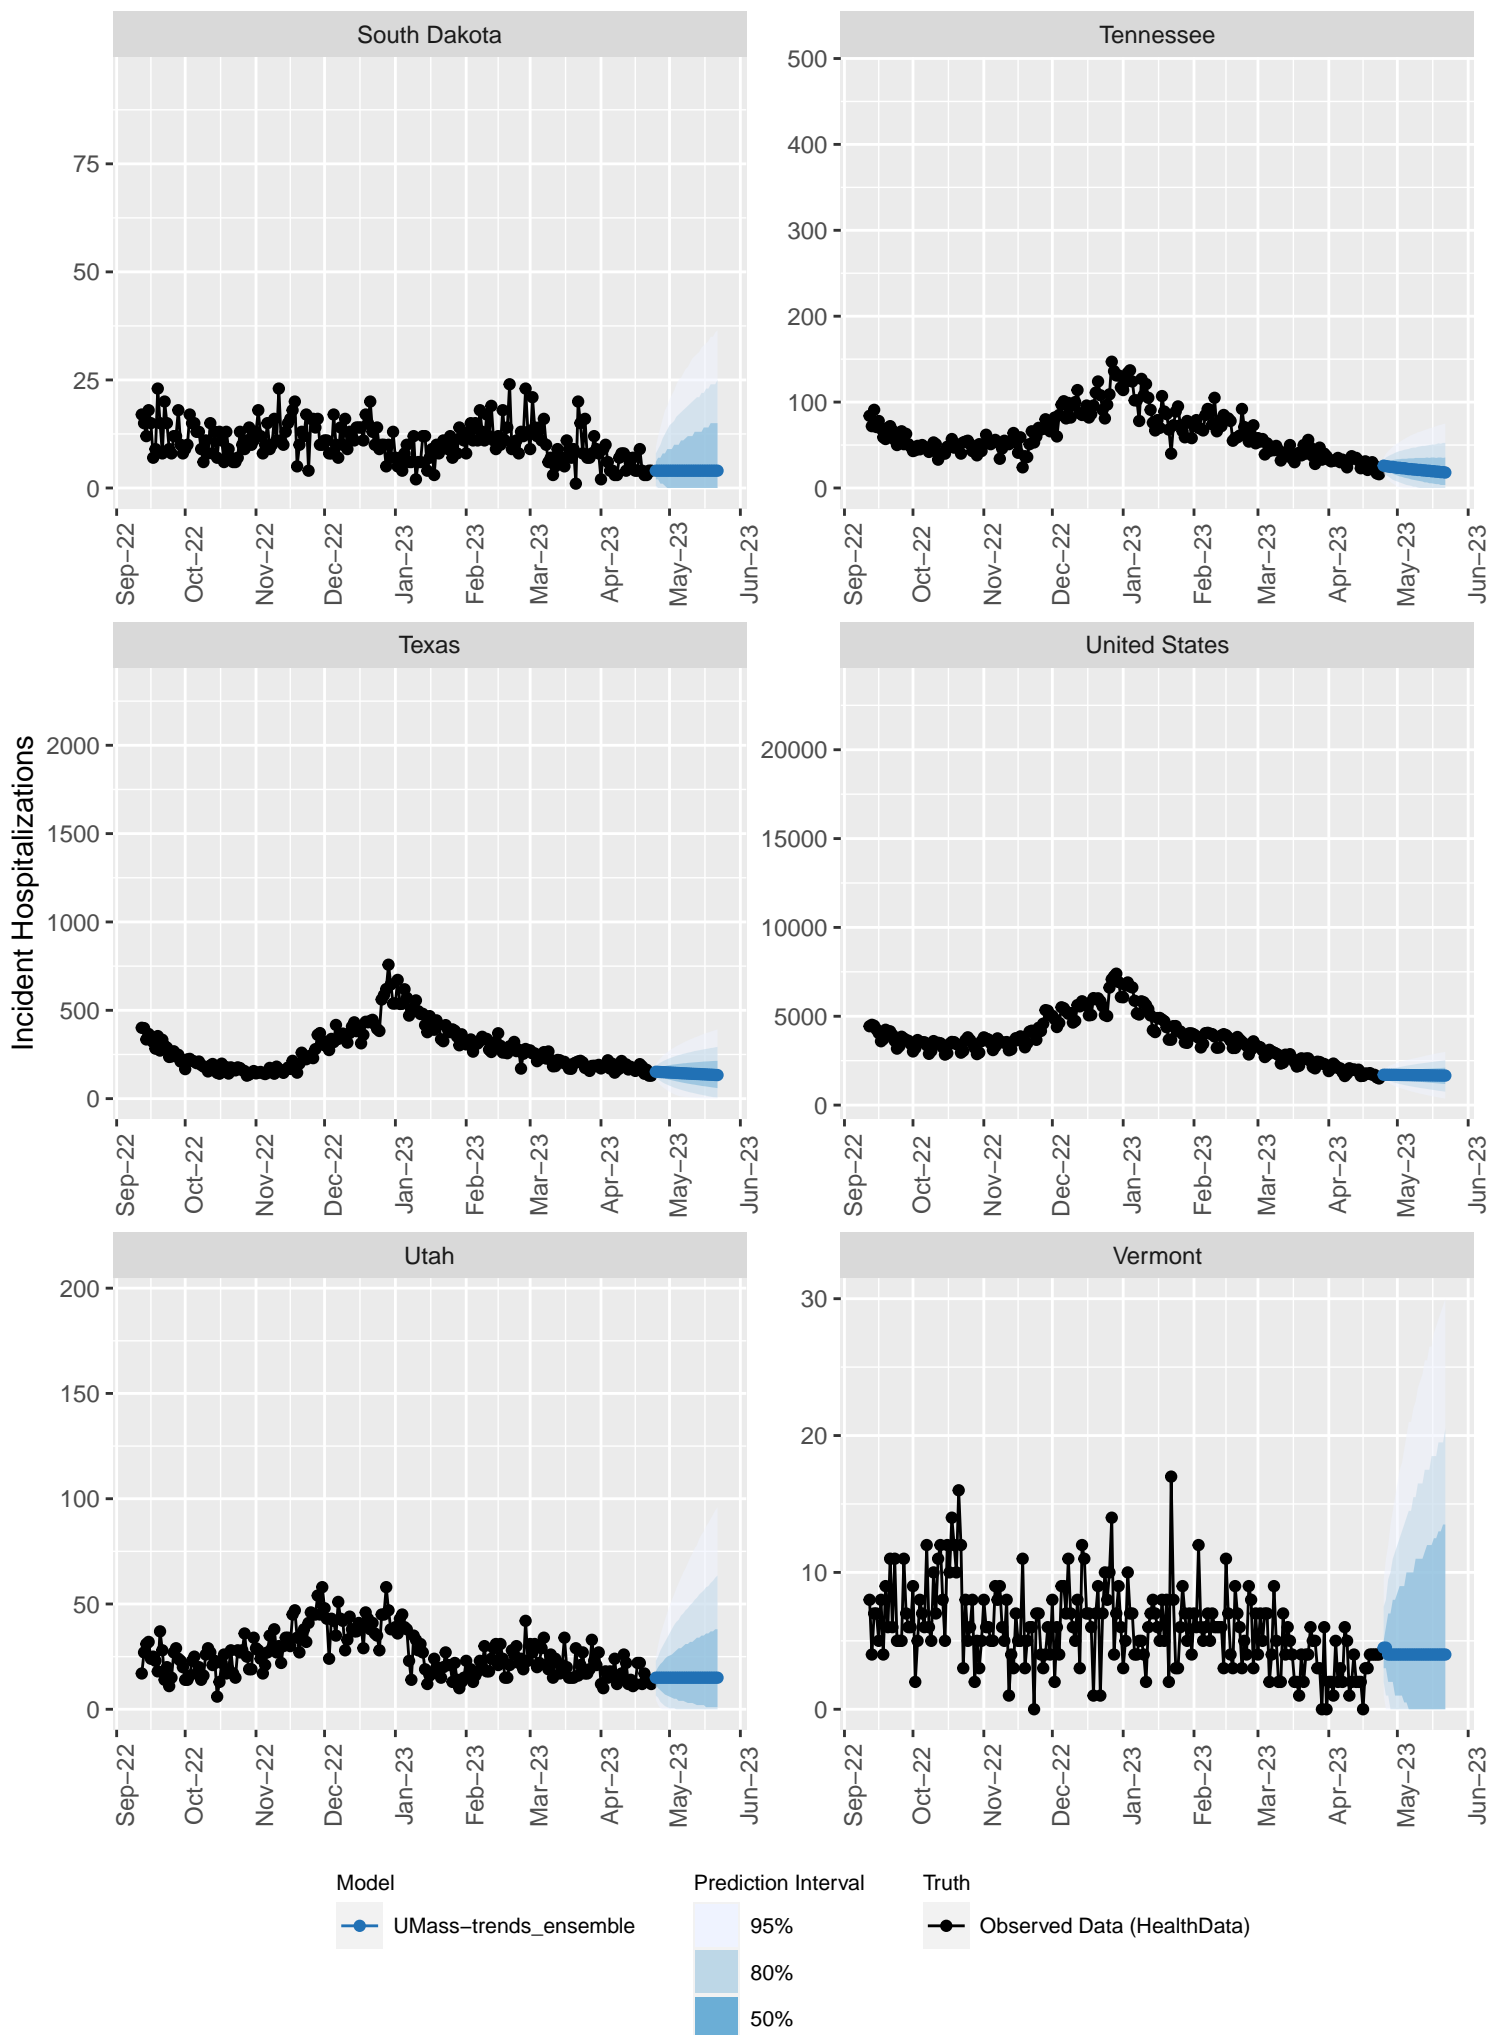 South Dakota
Tennessee
75
50
25
0
500
400
300
200
100
0
Sep−22
Oct−22
Nov−22
Dec−22
Jan−23
Feb−23
Mar−23
Apr−23
May−23
Jun−23
Sep−22
Oct−22
Nov−22
Dec−22
Jan−23
Feb−23
Mar−23
Apr−23
May−23
Jun−23
Texas
United States
Incident Hospitalizations
2000
1500
1000
500
0
20000
15000
10000
5000
0
Sep−22
Oct−22
Nov−22
Dec−22
Jan−23
Feb−23
Mar−23
Apr−23
May−23
Jun−23
Sep−22
Oct−22
Nov−22
Dec−22
Jan−23
Feb−23
Mar−23
Apr−23
May−23
Jun−23
Utah
Vermont
200
150
100
50
0
30
20
10
0
Sep−22
Oct−22
Nov−22
Dec−22
Jan−23
Feb−23
Mar−23
Apr−23
May−23
Jun−23
Sep−22
Oct−22
Nov−22
Dec−22
Jan−23
Feb−23
Mar−23
Apr−23
May−23
Jun−23
Model
UMass−trends_ensemble
Prediction Interval
95%
80%
50%
Truth
Observed Data (HealthData)